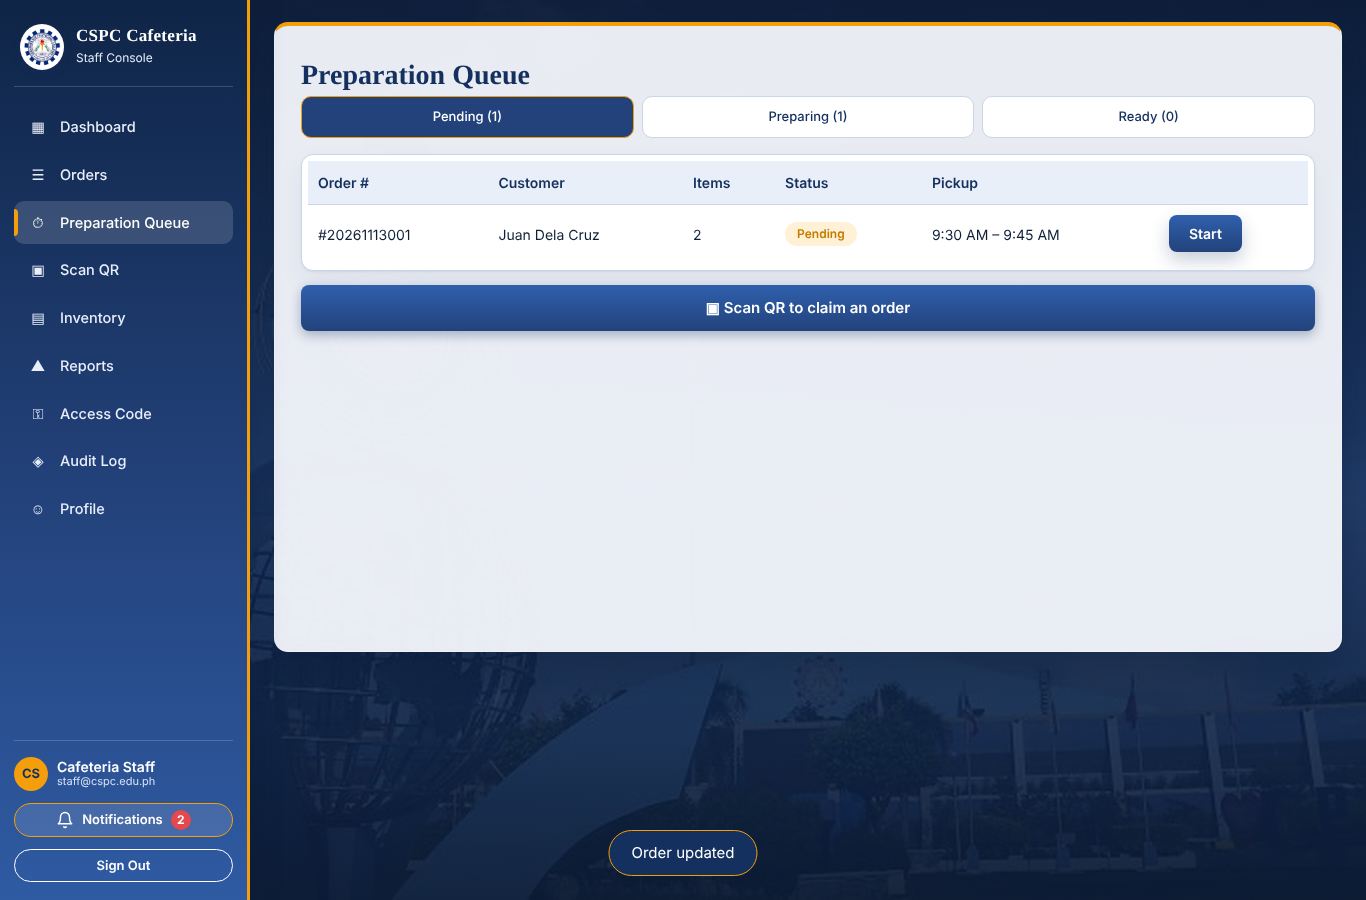 CSPC Cafeteria
Staff Console
Dashboard
Orders
Preparation Queue
Scan QR
Inventory
Reports
Access Code
Audit Log
Profile
CS
Cafeteria Staff
staff@cspc.edu.ph
Notifications 2
Sign Out
Preparation Queue
Pending (1) Preparing (1) Ready (0)
Order # Customer Items Status Pickup
#20261113001 Juan Dela Cruz 2 Pending 9:30 AM – 9:45 AM Start
Scan QR to claim an order
Order updated